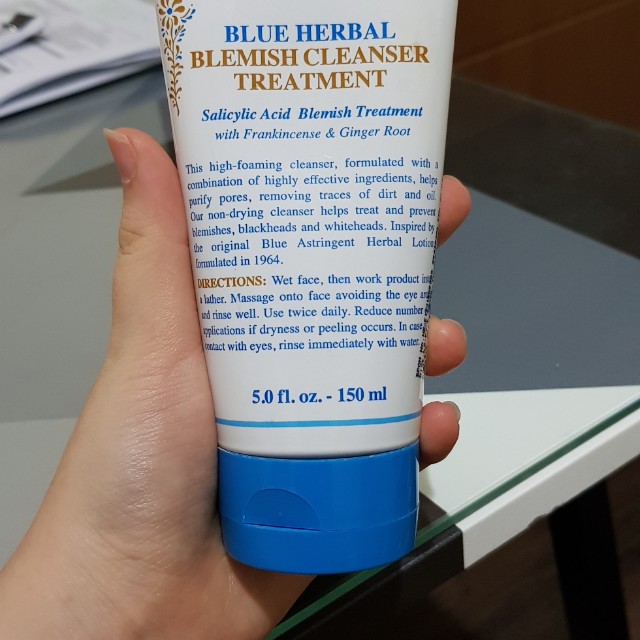 BLUE HERBAL
BLEMISH CLEANSER
TREATMENT
Salicylic Acid Blemish Treatment
with Frankincense & Ginger Root
This high-foaming cleanser, formulated with a
combination of highly effective ingredients, helps
purify pores, removing traces of dirt and oil.
Our non-drying cleanser helps treat and prevent
blemishes, blackheads and whiteheads. Inspired by
the original Blue Astringent Herbal Lotion
formulated in 1964.
DIRECTIONS: Wet face, then work product into
a lather. Massage onto face avoiding the eye
and rinse well. Use twice daily. Reduce number
applications if dryness or peeling occurs. In case
contact with eyes, rinse immediately with water.
5.0 fl. oz. - 150 ml